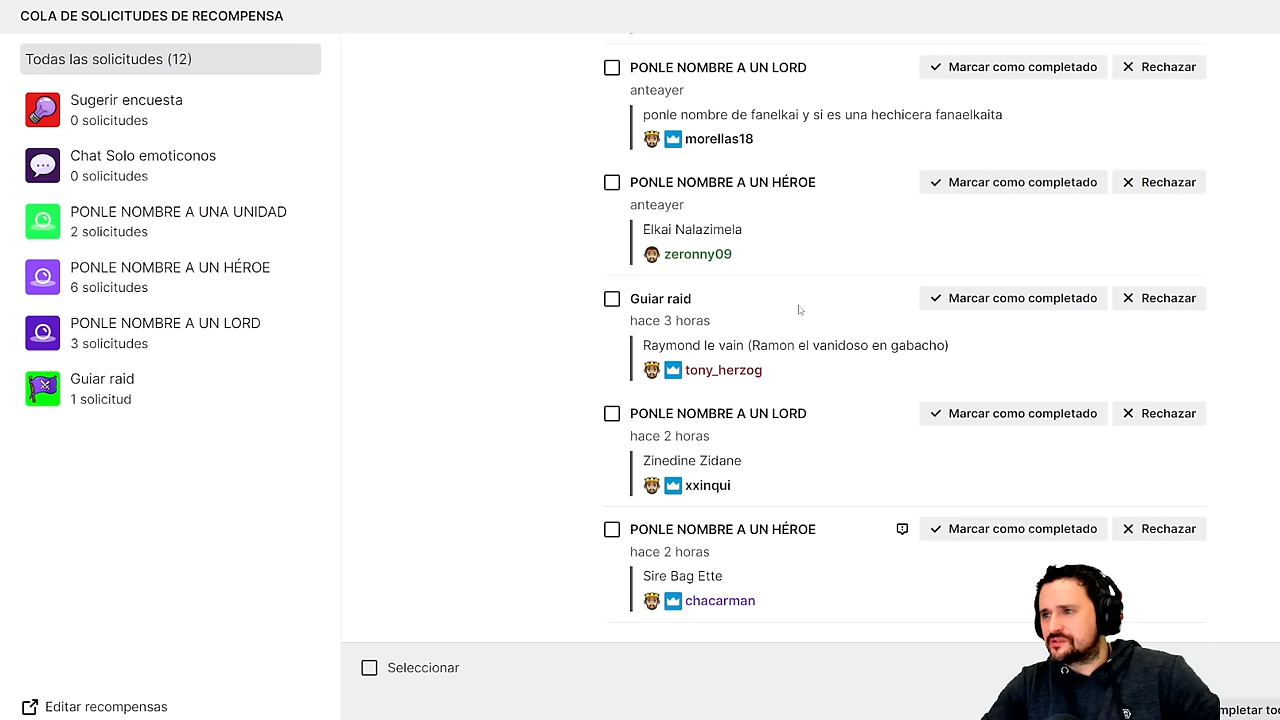 COLA DE SOLICITUDES DE RECOMPENSA
Todas las solicitudes (12)
Sugerir encuesta
0 solicitudes
Chat Solo emoticonos
0 solicitudes
PONLE NOMBRE A UNA UNIDAD
2 solicitudes
PONLE NOMBRE A UN HÉROE
6 solicitudes
PONLE NOMBRE A UN LORD
3 solicitudes
Guiar raid
1 solicitud
Editar recompensas
PONLE NOMBRE A UN LORD
Marcar como completado
Rechazar
anteayer
ponle nombre de fanelkai y si es una hechicera fanaelkaita
morellas18
PONLE NOMBRE A UN HÉROE
Marcar como completado
Rechazar
anteayer
Elkai Nalazimela
zeronny09
Guiar raid
Marcar como completado
Rechazar
hace 3 horas
Raymond le vain (Ramon el vanidoso en gabacho)
tony_herzog
PONLE NOMBRE A UN LORD
Marcar como completado
Rechazar
hace 2 horas
Zinedine Zidane
xxinqui
PONLE NOMBRE A UN HÉROE
Marcar como completado
Rechazar
hace 2 horas
Sire Bag Ette
chacarman
Seleccionar